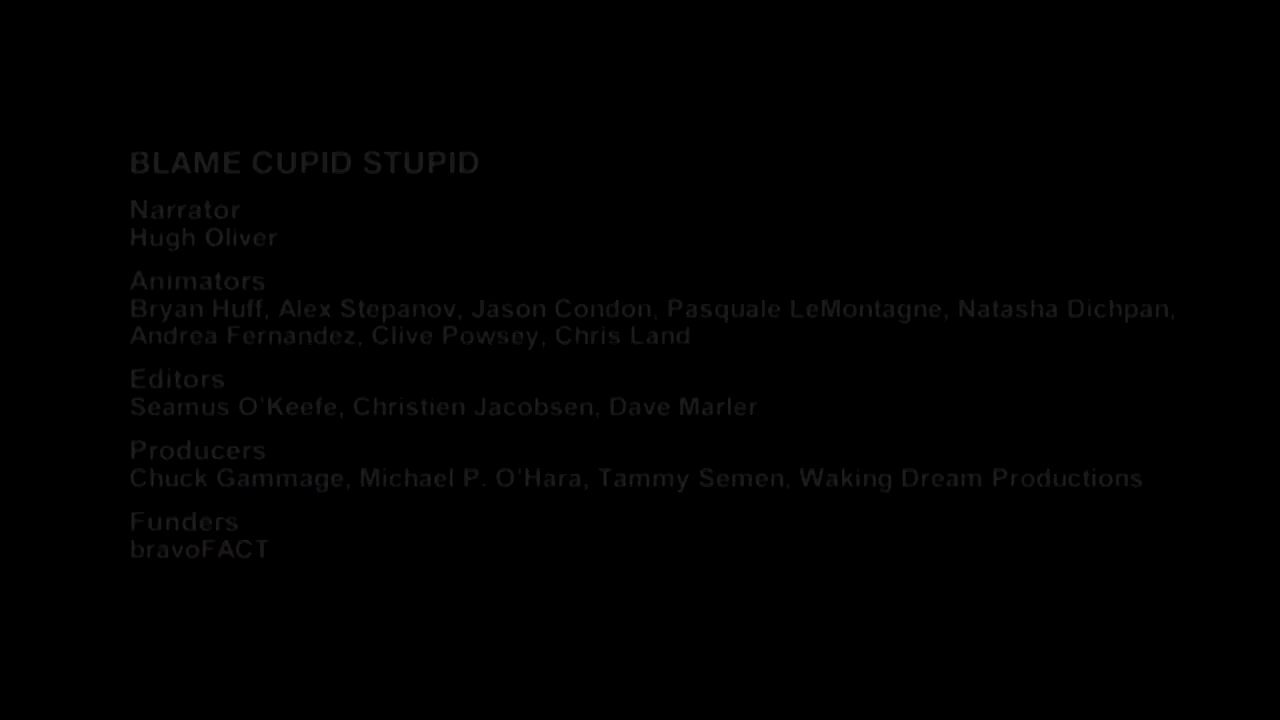 BLAME CUPID STUPID
Narrator
Hugh Oliver
Animators
Bryan Huff, Alex Stepanov, Jason Condon, Pasquale LeMontagne, Natasha Dichpan,
Andrea Fernandez, Clive Powsey, Chris Land
Editors
Seamus O'Keefe, Christien Jacobsen, Dave Marler
Producers
Chuck Gammage, Michael P. O'Hara, Tammy Semen, Waking Dream Productions
Funders
bravoFACT